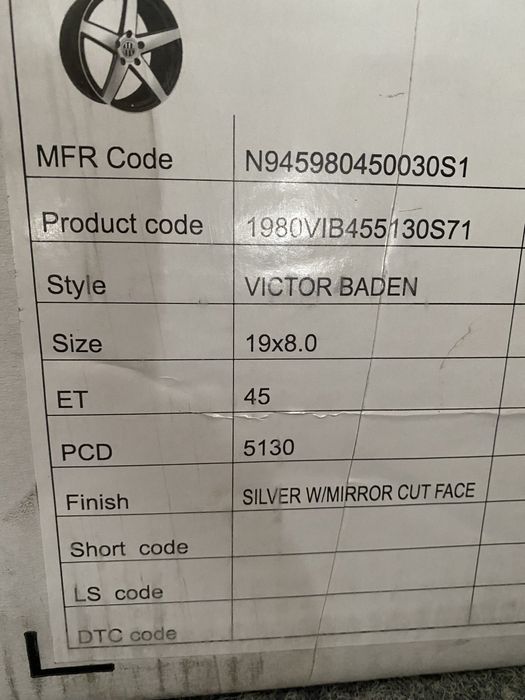 MFR Code N945980450030S1
Product code 1980VIB455130S71
Style VICTOR BADEN
Size 19x8.0
ET 45
PCD 5130
Finish SILVER W/MIRROR CUT FACE
Short code
LS code
DTC code